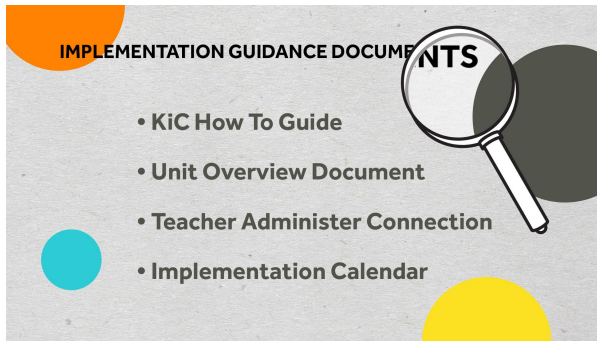 IMPLEMENTATION GUIDANCE DOCUMENTS
• KiC How To Guide
• Unit Overview Document
• Teacher Administer Connection
• Implementation Calendar